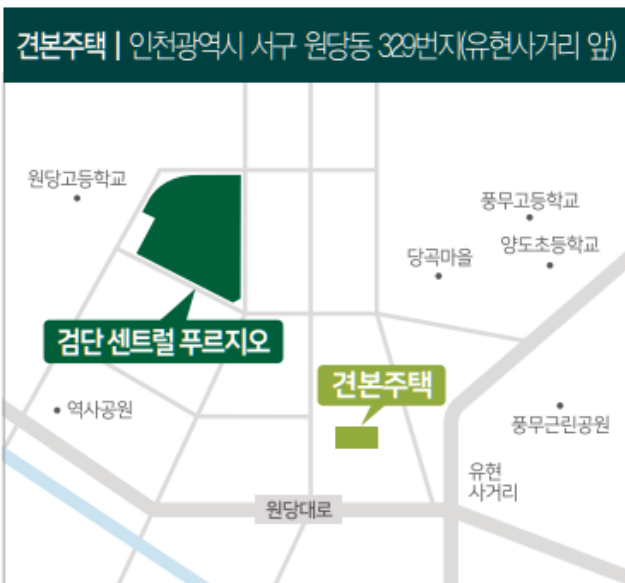 견본주택 | 인천광역시 서구 원당동 329번지(유현사거리 앞)
원당고등학교
풍무고등학교
양도초등학교
당곡마을
검단 센트럴 푸르지오
견본주택
역사공원
풍무근린공원
유현
사거리
원당대로